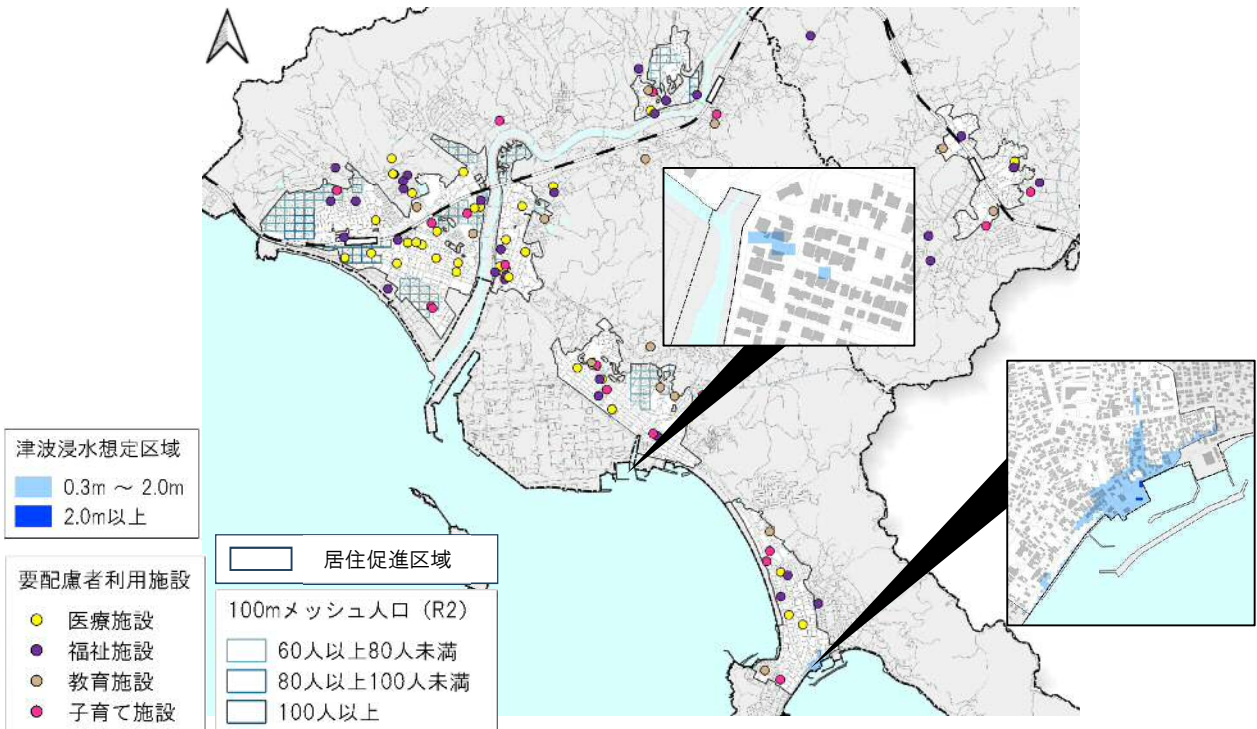 津波浸水想定区域
0.3m ～ 2.0m
2.0m以上
要配慮者利用施設
医療施設
福祉施設
教育施設
子育て施設
居住促進区域
100mメッシュ人口（R2）
60人以上80人未満
80人以上100人未満
100人以上